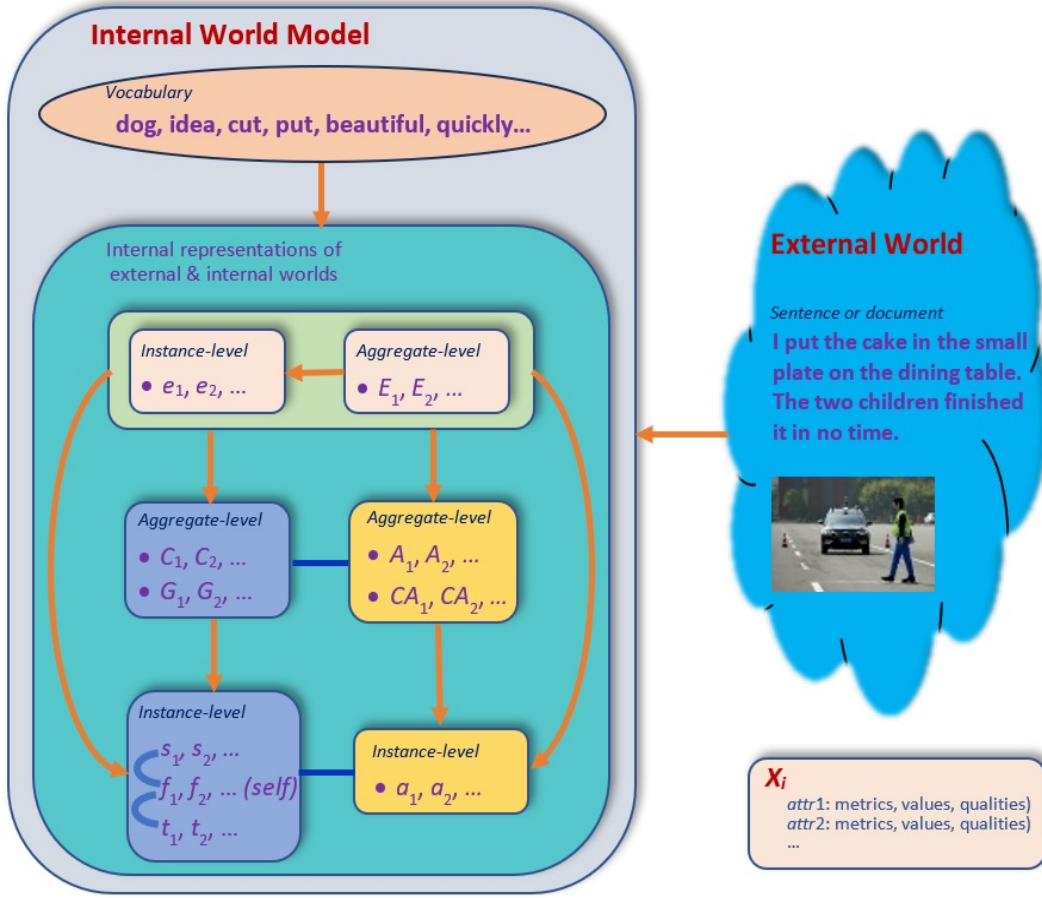 Internal World Model
Vocabulary
dog, idea, cut, put, beautiful, quickly...
Internal representations of
external & internal worlds
Instance-level
• e₁, e₂, ...
Aggregate-level
• E₁, E₂, ...
Aggregate-level
• C₁, C₂, ...
• G₁, G₂, ...
Aggregate-level
• A₁, A₂, ...
• CA₁, CA₂, ...
Instance-level
s₁, s₂, ...
f₁, f₂, ... (self)
t₁, t₂, ...
Instance-level
• a₁, a₂, ...
External World
Sentence or document
I put the cake in the small
plate on the dining table.
The two children finished
it in no time.
Xᵢ
attr1: metrics, values, qualities)
attr2: metrics, values, qualities)
...